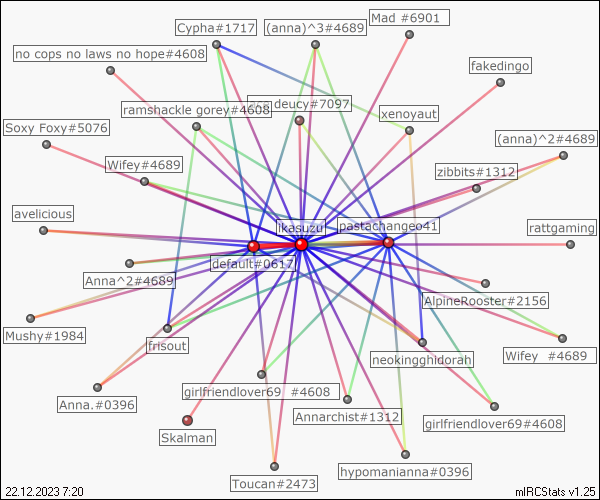 Cypha#1717
(anna)^3#4689
Mad #6901
no cops no laws no hope#4608
fakedingo
ramshackle gorey#4608
deucy#7097
xenoyaut
Soxy Foxy#5076
(anna)^2#4689
Wifey#4689
zibbits#1312
avelicious
ikasuzu
pastachangeo41
rattgaming
default#0617
Anna^2#4689
AlpineRooster#2156
Mushy#1984
frisout
neokingghidorah
Wifey  #4689
girlfriendlover69  #4608
Anna.#0396
Annarchist#1312
girlfriendlover69#4608
Skalman
hypomanianna#0396
Toucan#2473
22.12.2023 7:20
mIRCStats v1.25